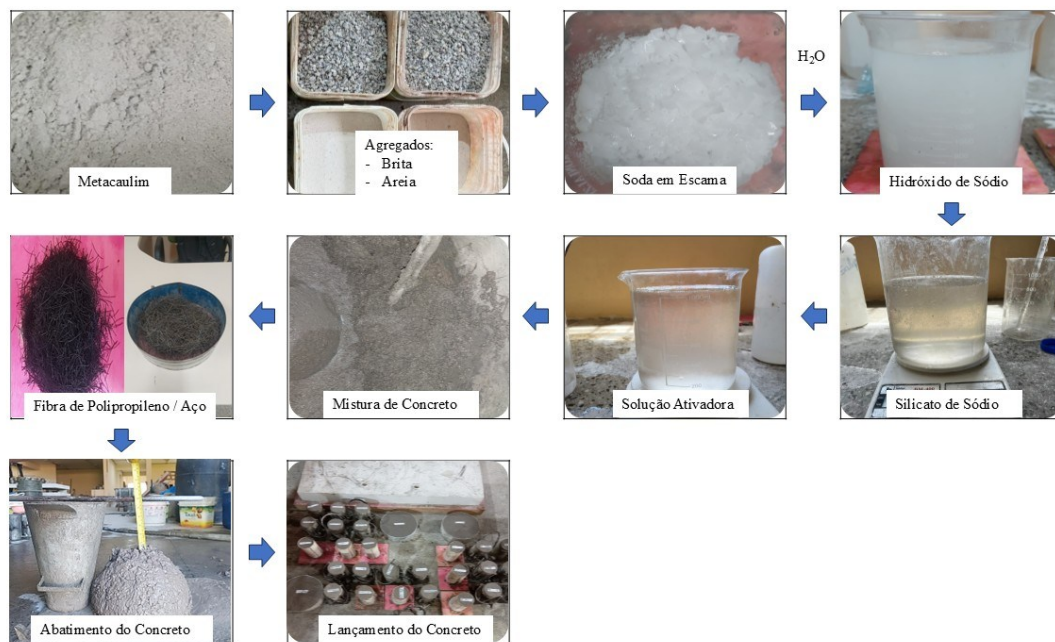 Metacaulim
Agregados:
- Brita
- Areia
Soda em Escama
H₂O
Hidróxido de Sódio
Silicato de Sódio
Solução Ativadora
Mistura de Concreto
Fibra de Polipropileno / Aço
Abatimento do Concreto
Lançamento do Concreto